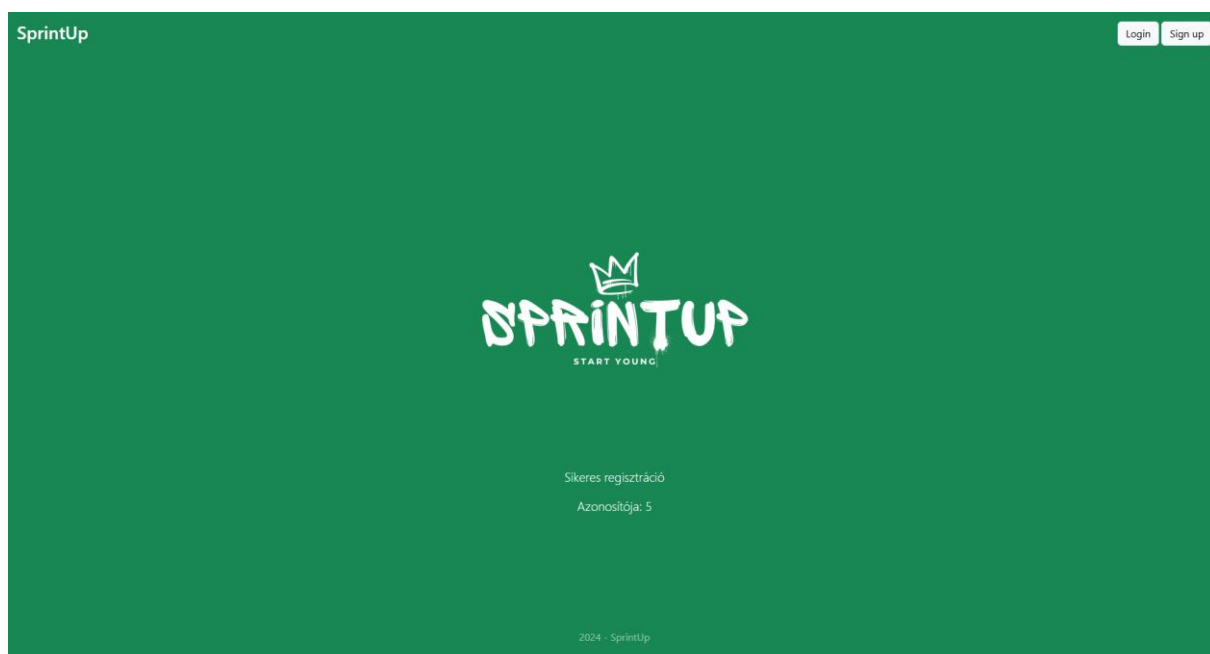 SprintUp
Login Sign up
SPRINTUP
START YOUNG
Sikeres regisztráció
Azonosítója: 5
2024 - SprintUp